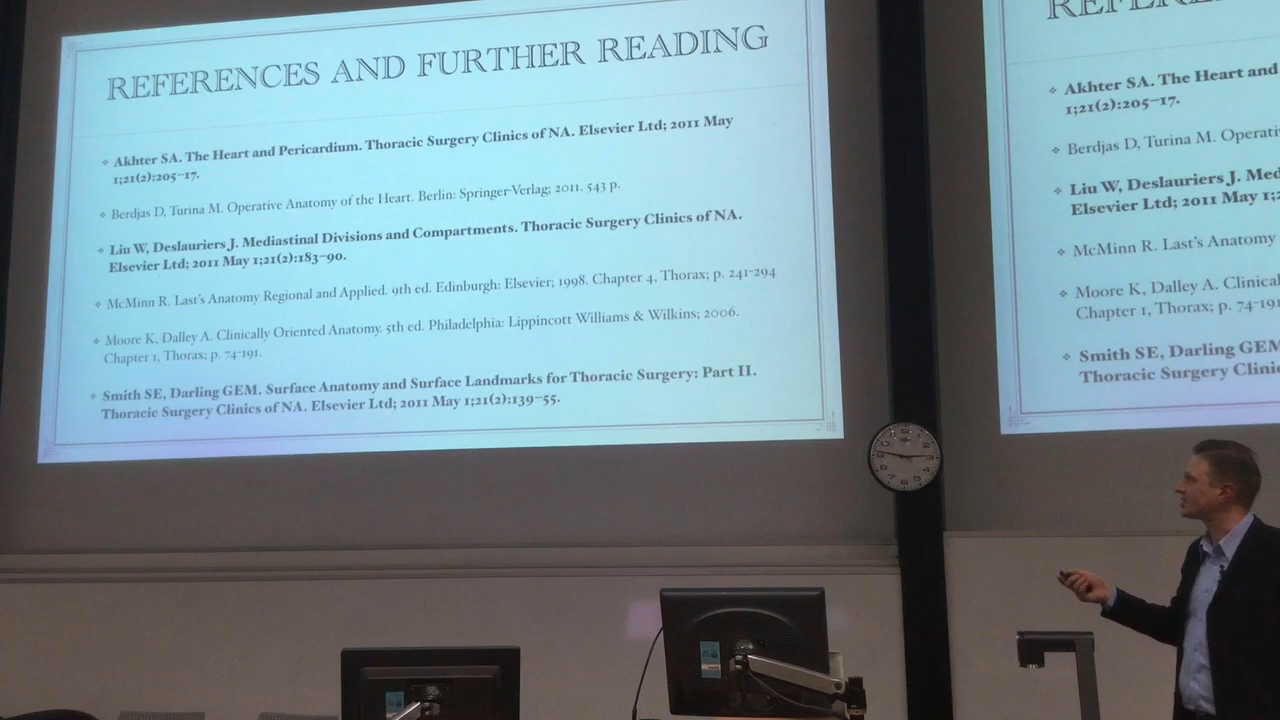 REFERENCES AND FURTHER READING
Akhter SA. The Heart and Pericardium. Thoracic Surgery Clinics of NA. Elsevier Ltd; 2011 May
1;21(2):205–17.
Berdjas D, Turina M. Operative Anatomy of the Heart. Berlin: Springer-Verlag; 2011. 543 p.
Liu W, Deslauriers J. Mediastinal Divisions and Compartments. Thoracic Surgery Clinics of NA.
Elsevier Ltd; 2011 May 1;21(2):183–90.
McMinn R. Last's Anatomy Regional and Applied. 9th ed. Edinburgh: Elsevier; 1998. Chapter 4, Thorax; p. 241-294
Moore K, Dalley A. Clinically Oriented Anatomy. 5th ed. Philadelphia: Lippincott Williams & Wilkins; 2006.
Chapter 1, Thorax; p. 74-191.
Smith SE, Darling GEM. Surface Anatomy and Surface Landmarks for Thoracic Surgery: Part II.
Thoracic Surgery Clinics of NA. Elsevier Ltd; 2011 May 1;21(2):139–55.
Akhter SA. The Heart and
1;21(2):205–17.
Berdjas D, Turina M. Operati
Liu W, Deslauriers J. Med
Elsevier Ltd; 2011 May 1;2
McMinn R. Last's Anatomy
Moore K, Dalley A. Clinical
Chapter 1, Thorax; p. 74-191
Smith SE, Darling GEM
Thoracic Surgery Clinic